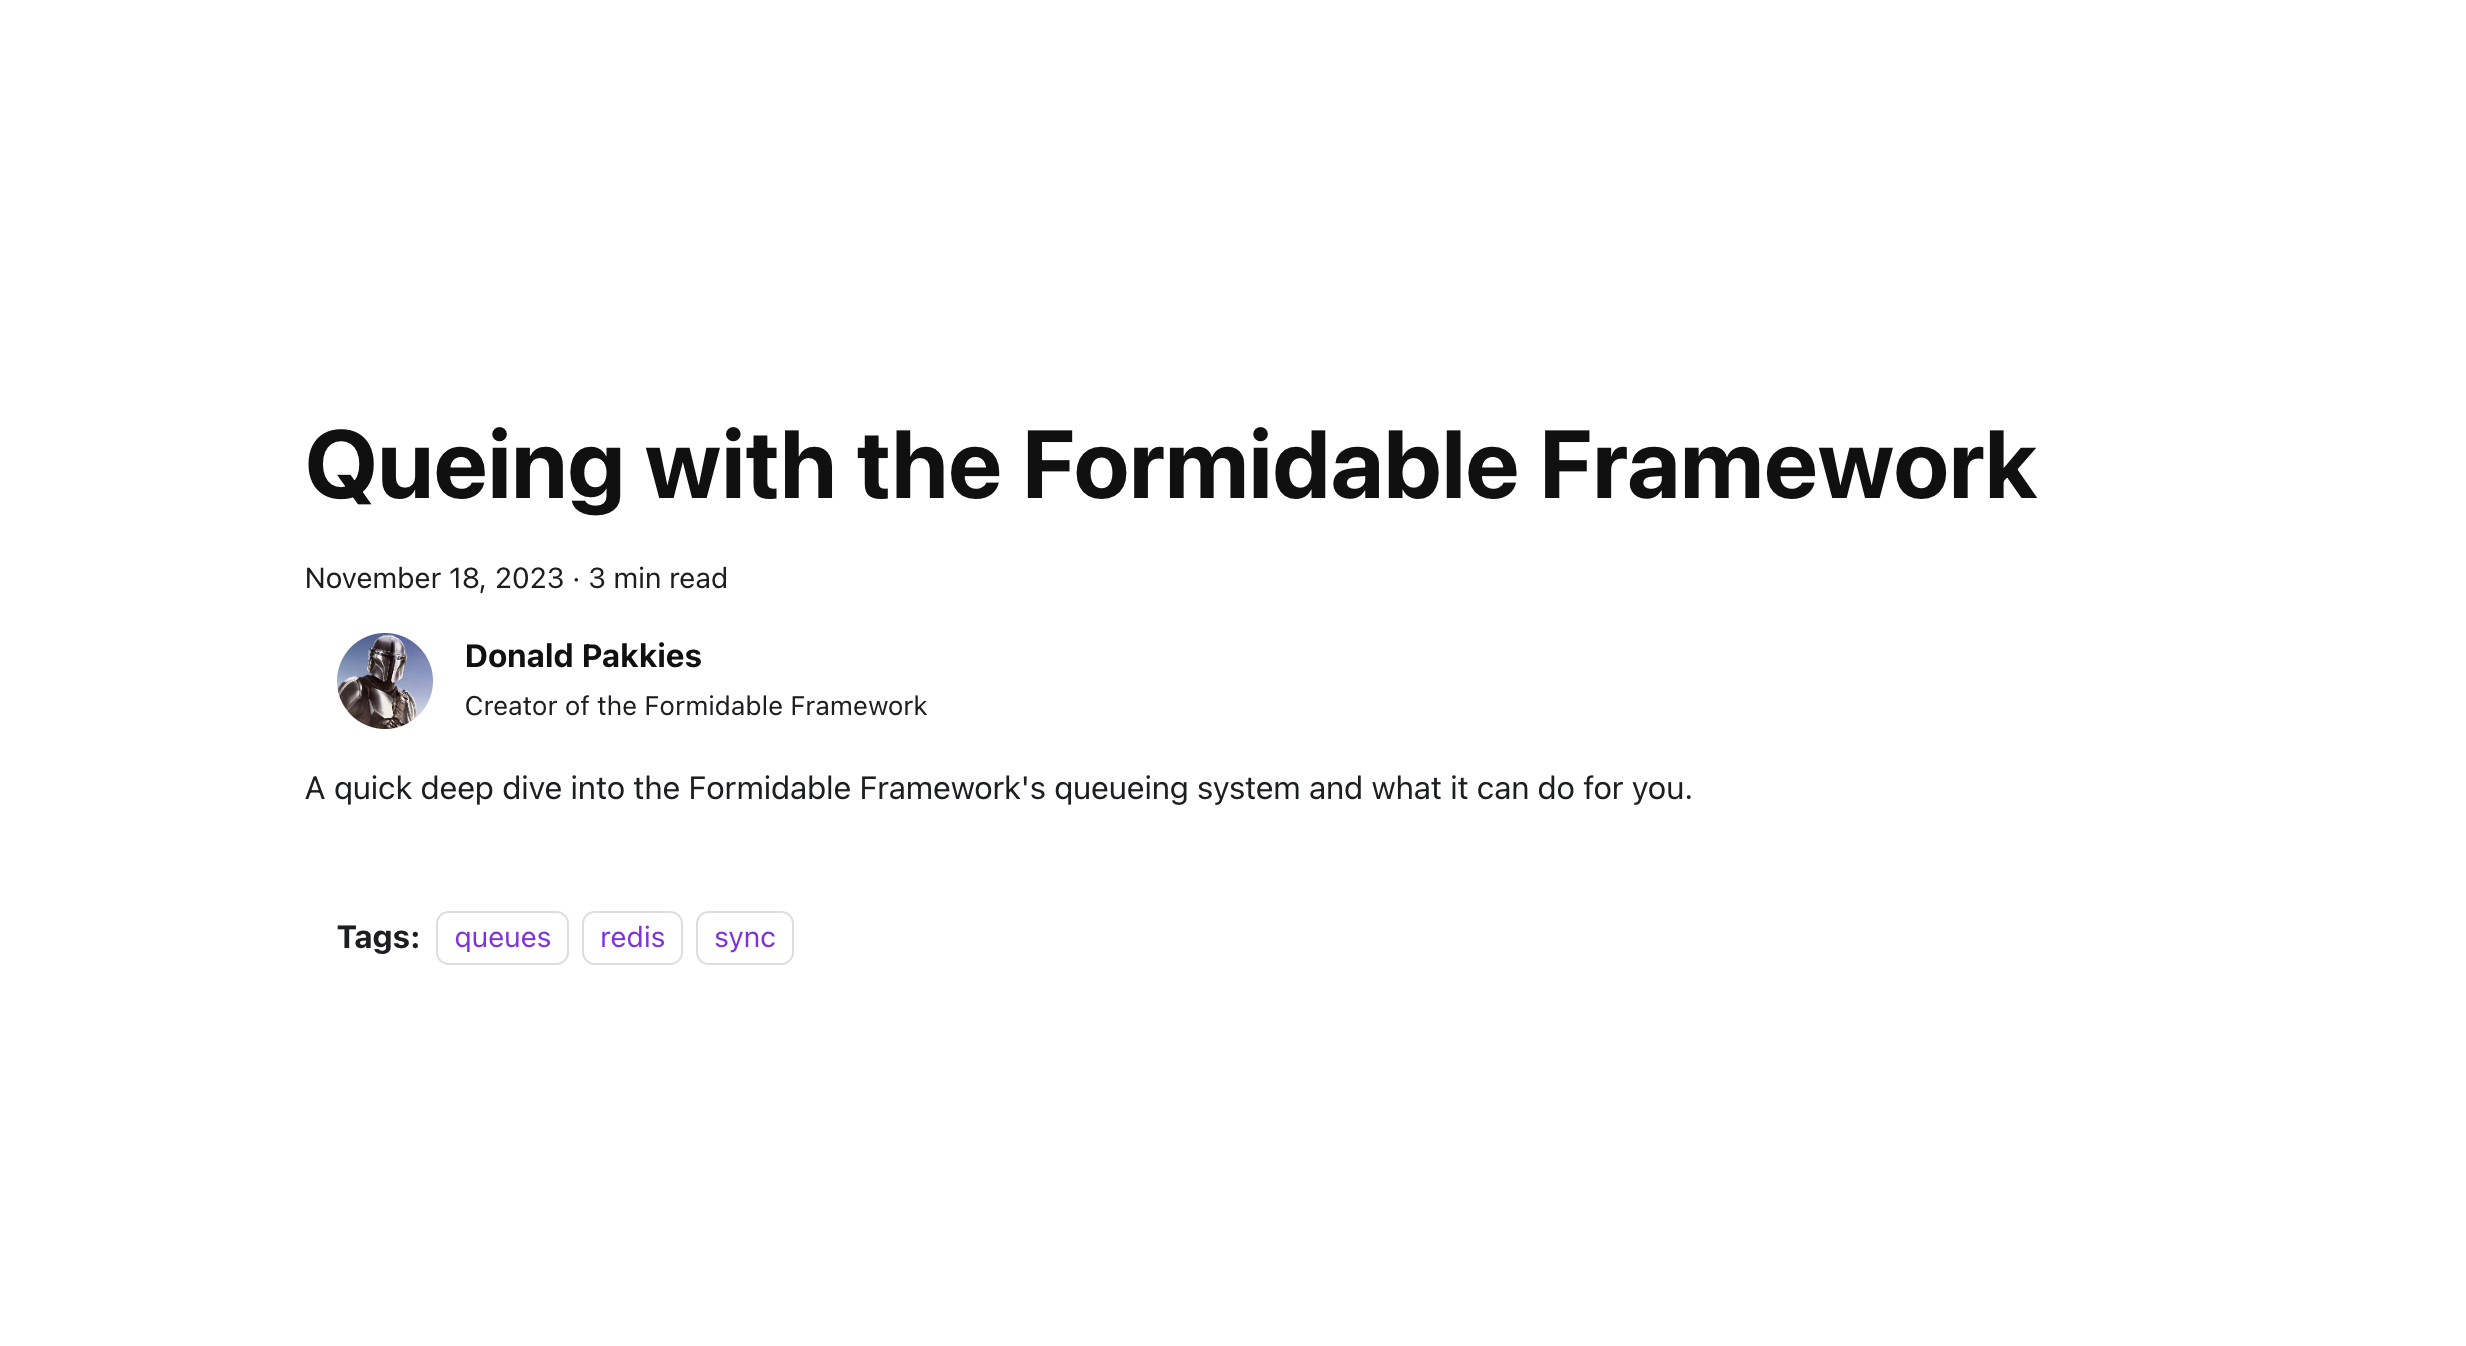 Queing with the Formidable Framework
November 18, 2023 · 3 min read
Donald Pakkies
Creator of the Formidable Framework
A quick deep dive into the Formidable Framework's queueing system and what it can do for you.
Tags: queues redis sync